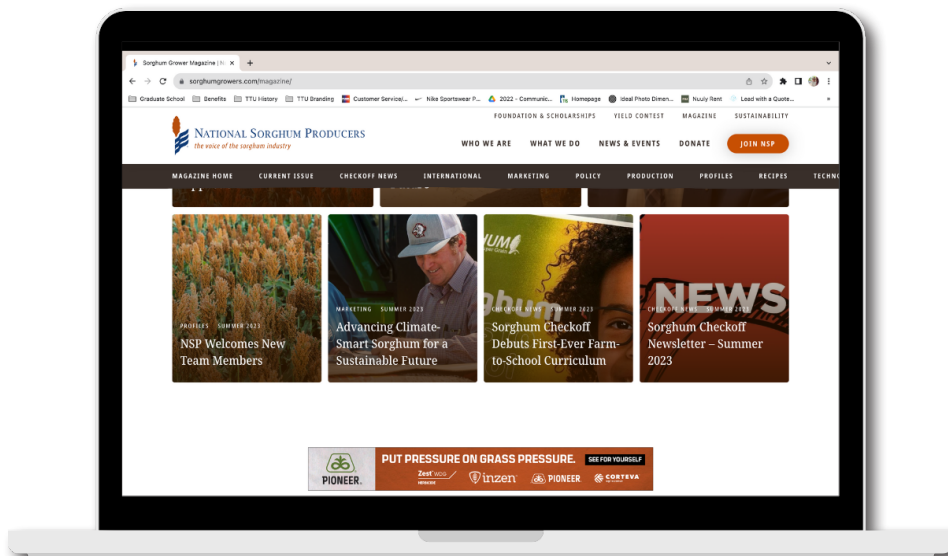 Sorghum Grower Magazine | N
sorghumgrowers.com/magazine/
Graduate School
Benefits
TTU History
TTU Branding
Customer Service/...
Nike Sportswear P...
2022 - Communic...
Homepage
Ideal Photo Dimen...
Nuuly Rent
Lead with a Quote...
FOUNDATION & SCHOLARSHIPS
YIELD CONTEST
MAGAZINE
SUSTAINABILITY
NATIONAL SORGHUM PRODUCERS
the voice of the sorghum industry
WHO WE ARE
WHAT WE DO
NEWS & EVENTS
DONATE
JOIN NSP
MAGAZINE HOME
CURRENT ISSUE
CHECKOFF NEWS
INTERNATIONAL
MARKETING
POLICY
PRODUCTION
PROFILES
RECIPES
TECHNO
PROFILES SUMMER 2023
NSP Welcomes New
Team Members
MARKETING SUMMER 2023
Advancing Climate-
Smart Sorghum for a
Sustainable Future
CHECKOFF NEWS SUMMER 2023
Sorghum Checkoff
Debuts First-Ever Farm-
to-School Curriculum
NEWS
CHECKOFF NEWS SUMMER 2023
Sorghum Checkoff
Newsletter – Summer
2023
PIONEER
PUT PRESSURE ON GRASS PRESSURE.
SEE FOR YOURSELF
Zest WDG
HERBICIDE
inzen
PIONEER
CORTEVA